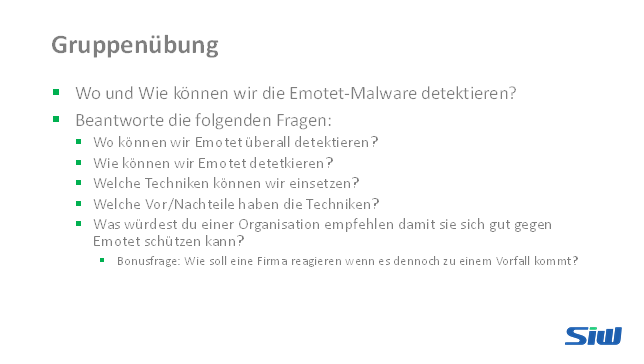 Gruppenübung
Wo und Wie können wir die Emotet-Malware detektieren?
Beantworte die folgenden Fragen:
Wo können wir Emotet überall detektieren?
Wie können wir Emotet detetkieren?
Welche Techniken können wir einsetzen?
Welche Vor/Nachteile haben die Techniken?
Was würdest du einer Organisation empfehlen damit sie sich gut gegen
Emotet schützen kann?
Bonusfrage: Wie soll eine Firma reagieren wenn es dennoch zu einem Vorfall kommt?
SiW